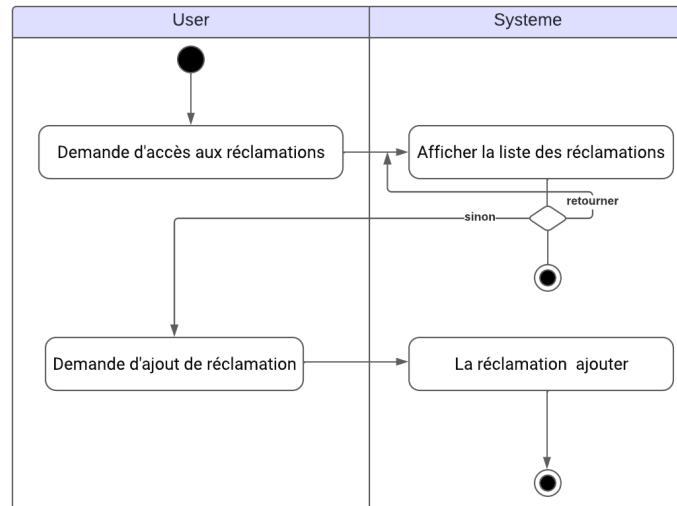 User
Systeme
Demande d'accès aux réclamations
Afficher la liste des réclamations
retourner
sinon
Demande d'ajout de réclamation
La réclamation  ajouter